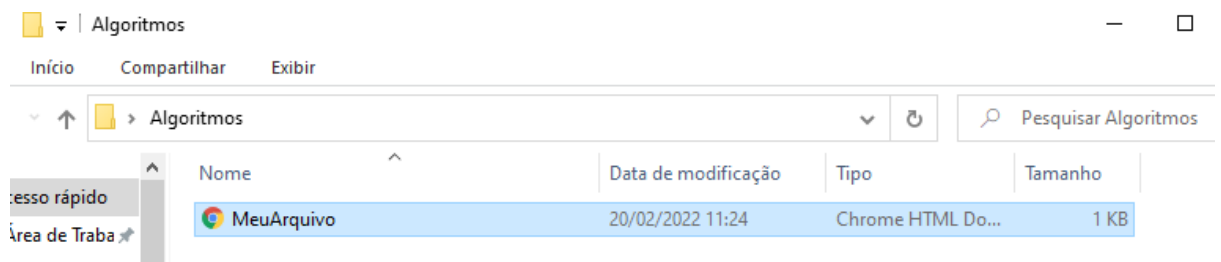 Algoritmos
Início Compartilhar Exibir
Algoritmos Pesquisar Algoritmos
Nome Data de modificação Tipo Tamanho
cesso rápido
MeuArquivo 20/02/2022 11:24 Chrome HTML Do... 1 KB
Área de Traba